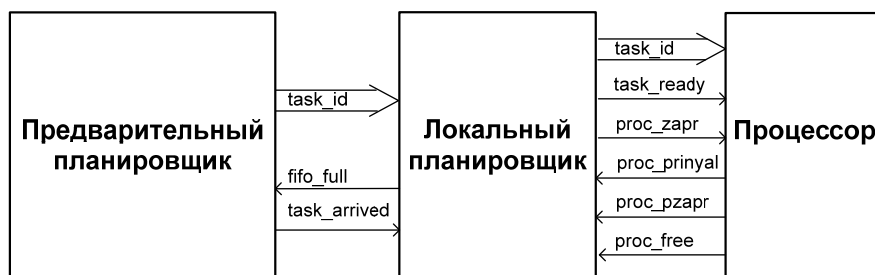 Предварительный
планировщик
task_id
fifo_full
task_arrived
Локальный
планировщик
task_id
task_ready
proc_zapr
proc_prinyal
proc_pzapr
proc_free
Процессор